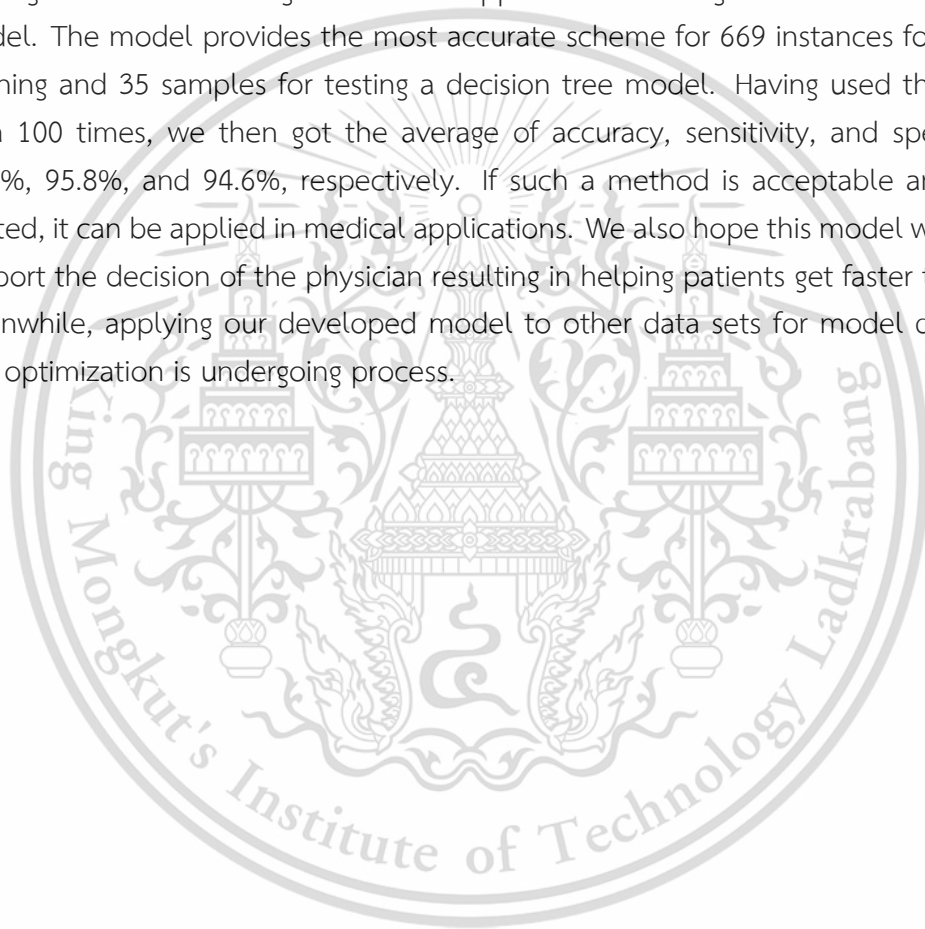 del. The model provides the most accurate scheme for 669 instances fo
ning and 35 samples for testing a decision tree model. Having used th
n 100 times, we then got the average of accuracy, sensitivity, and spe
%, 95.8%, and 94.6%, respectively. If such a method is acceptable an
ted, it can be applied in medical applications. We also hope this model w
port the decision of the physician resulting in helping patients get faster t
nwhile, applying our developed model to other data sets for model o
optimization is undergoing process.
King Mongkut's Institute of Technology Ladkrabang